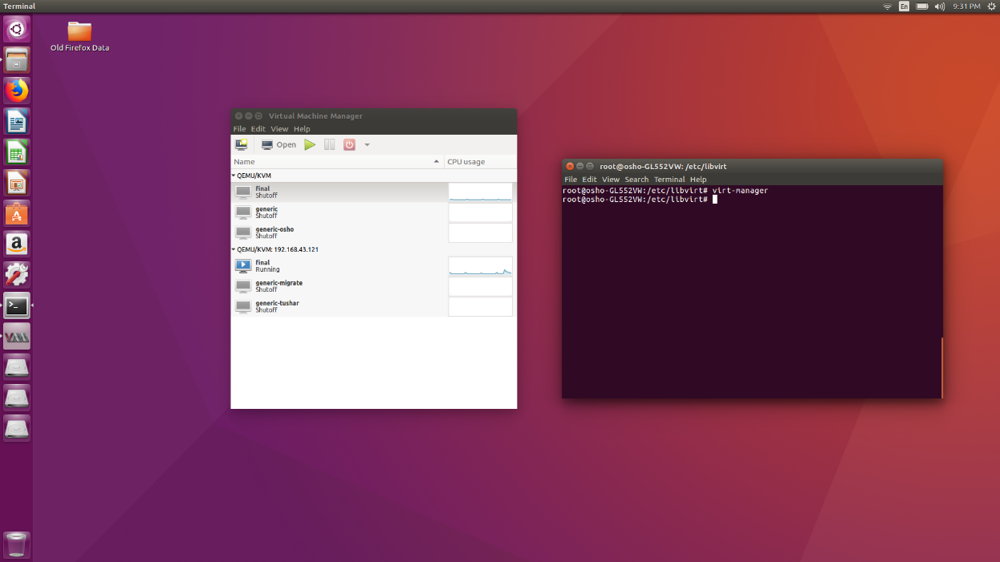 Terminal
En
9:31 PM
Old Firefox Data
Virtual Machine Manager
File Edit View Help
Open
Name CPU usage
QEMU/KVM
final
Shutoff
generic
Shutoff
generic-osho
Shutoff
QEMU/KVM: 192.168.43.121
final
Running
generic-migrate
Shutoff
generic-tushar
Shutoff
root@osho-GL552VW: /etc/libvirt
File Edit View Search Terminal Help
root@osho-GL552VW:/etc/libvirt# virt-manager
root@osho-GL552VW:/etc/libvirt#